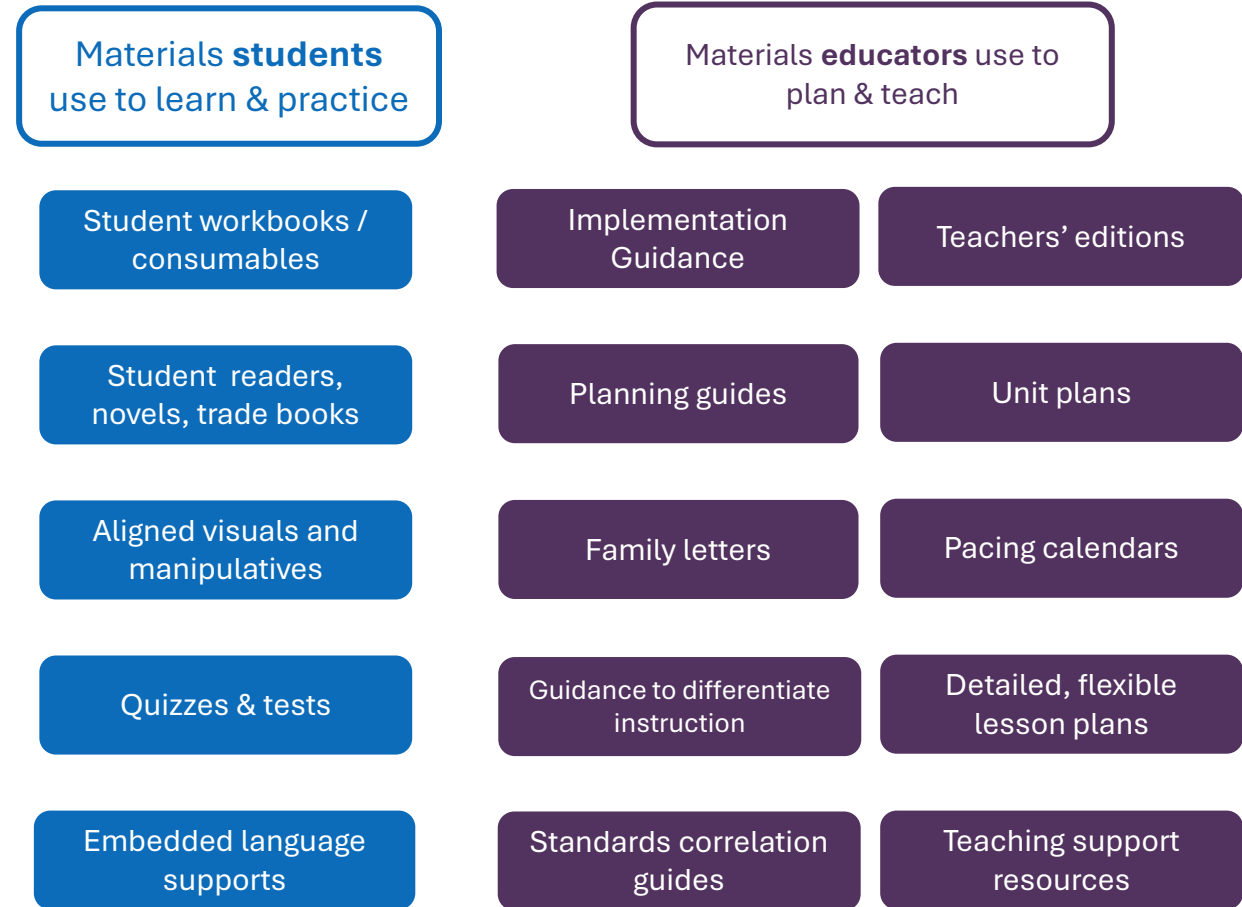 Materials students
use to learn & practice
Materials educators use to
plan & teach
Student workbooks /
consumables
Implementation
Guidance
Teachers’ editions
Student  readers,
novels, trade books
Planning guides
Unit plans
Aligned visuals and
manipulatives
Family letters
Pacing calendars
Quizzes & tests
Guidance to differentiate
instruction
Detailed, flexible
lesson plans
Embedded language
supports
Standards correlation
guides
Teaching support
resources